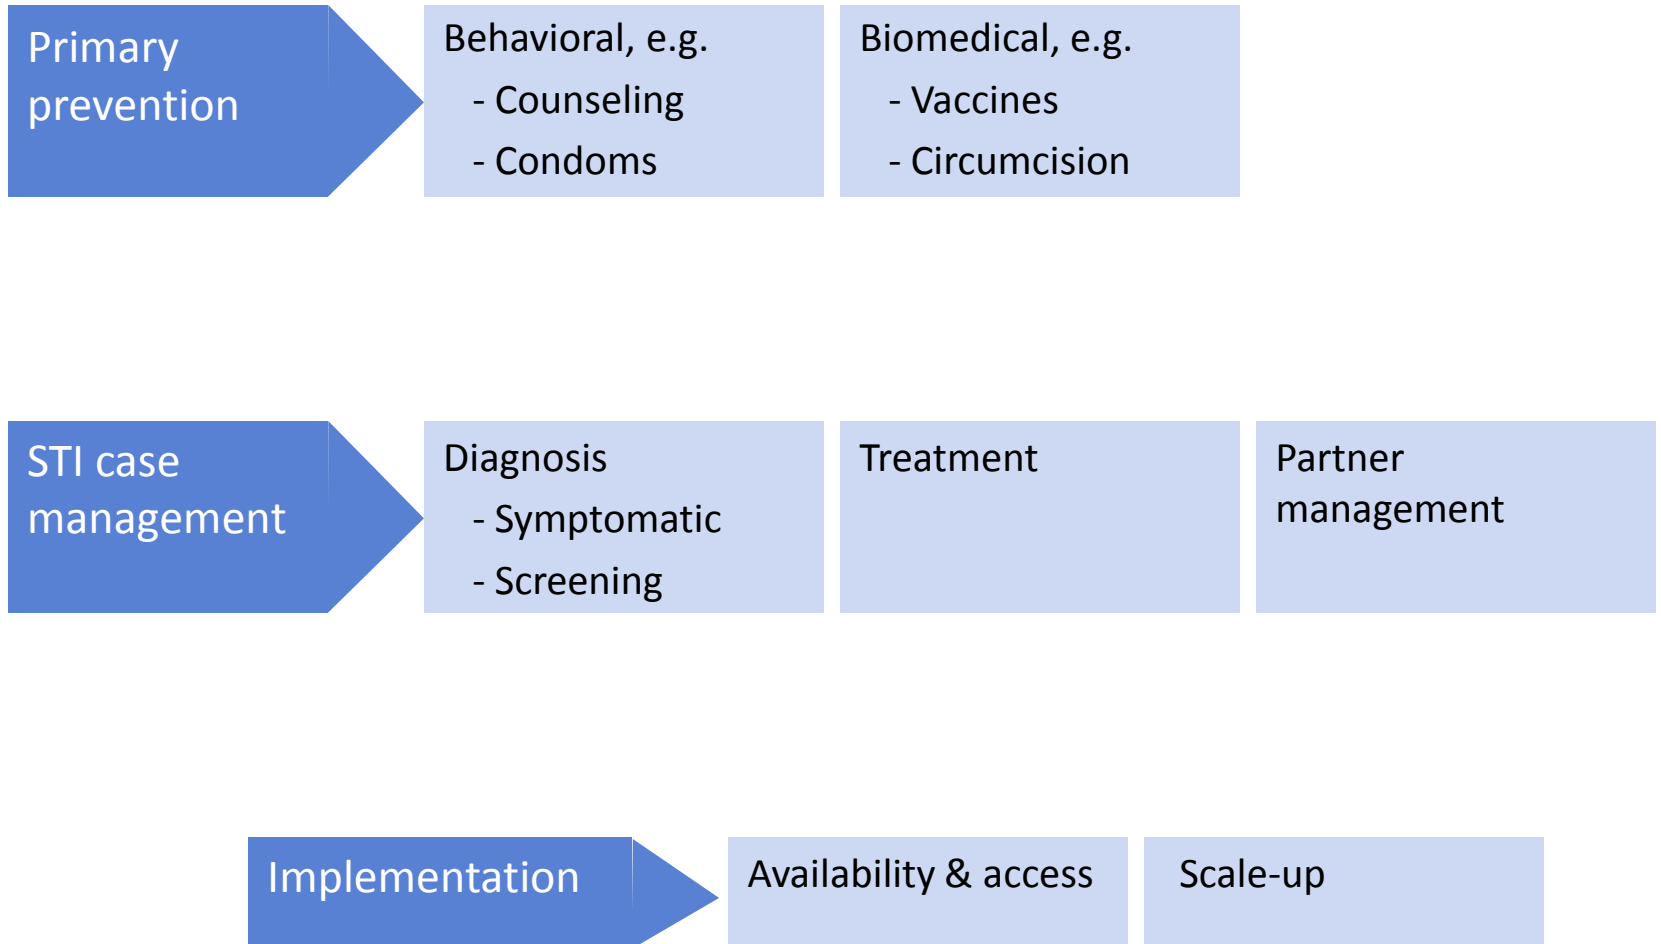 Primary
prevention
Behavioral, e.g.
- Counseling
- Condoms
Biomedical, e.g.
- Vaccines
- Circumcision
STI case
management
Diagnosis
- Symptomatic
- Screening
Treatment
Partner
management
Implementation
Availability & access
Scale-up